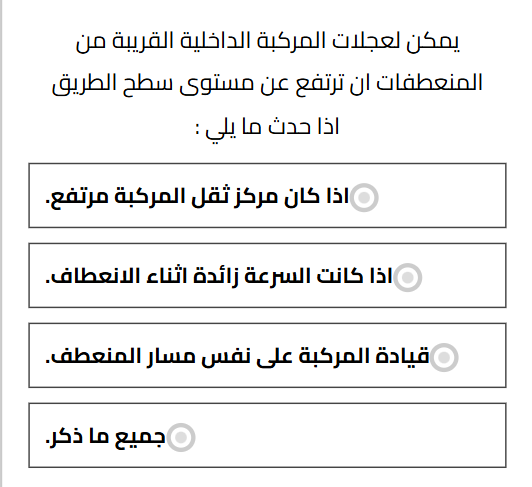 يمكن لعجلات المركبة الداخلية القريبة من
المنعطفات ان ترتفع عن مستوى سطح الطريق
اذا حدث ما يلي :
اذا كان مركز ثقل المركبة مرتفع.
اذا كانت السرعة زائدة اثناء الانعطاف.
قيادة المركبة على نفس مسار المنعطف.
جميع ما ذكر.